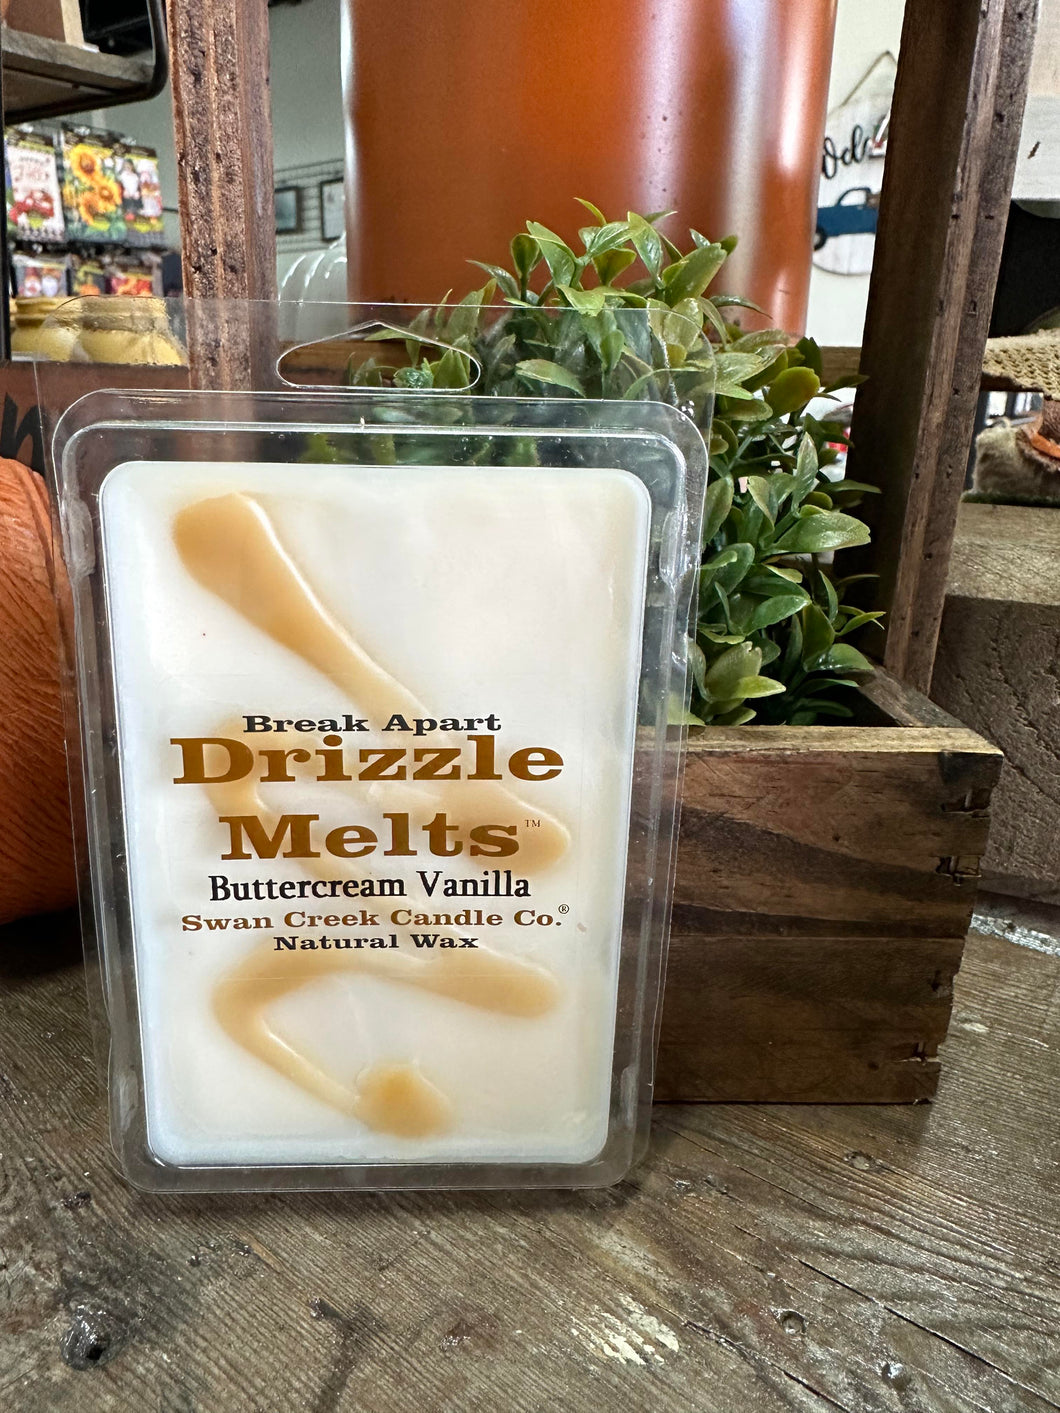 Break Apart
Drizzle
Melts™
Buttercream Vanilla
Swan Creek Candle Co.®
Natural Wax